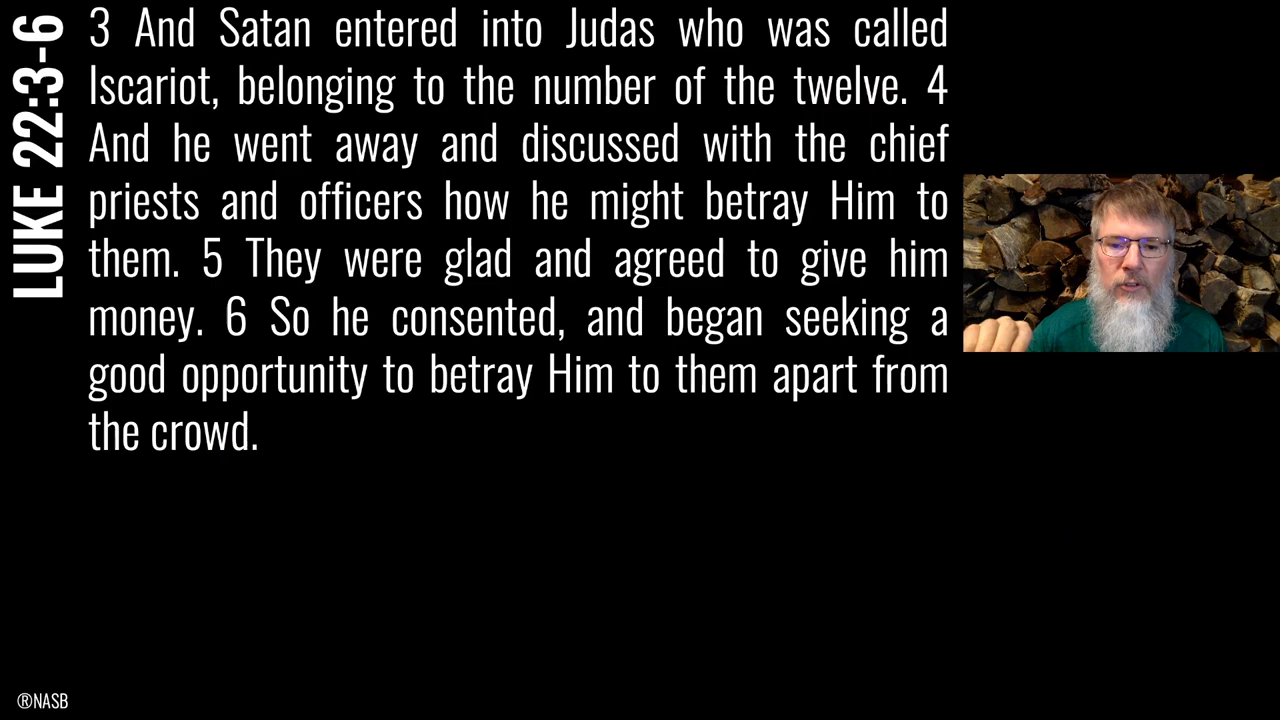 LUKE 22:3-6
3 And Satan entered into Judas who was called
Iscariot, belonging to the number of the twelve. 4
And he went away and discussed with the chief
priests and officers how he might betray Him to
them. 5 They were glad and agreed to give him
money. 6 So he consented, and began seeking a
good opportunity to betray Him to them apart from
the crowd.
®NASB